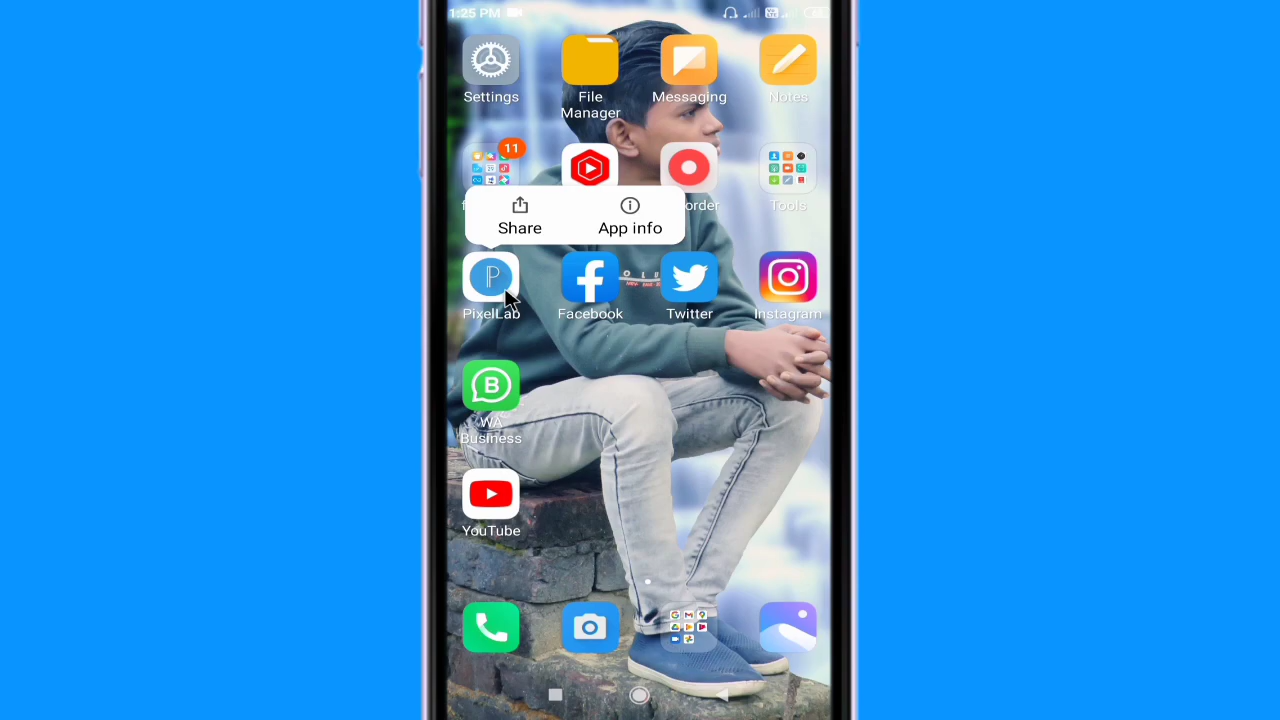 1:25 PM
Settings
File
Manager
Messaging
Notes
11
Tools
Share
App info
P
PixelLab
Facebook
Twitter
Instagram
B
WA
Business
YouTube